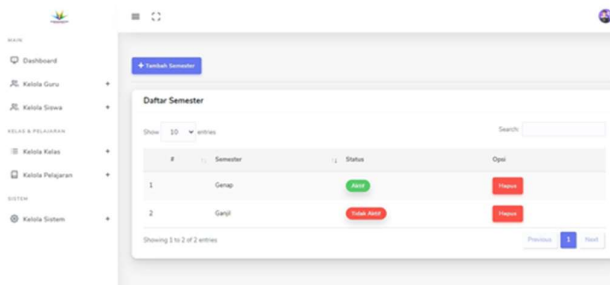 MAIN
Dashboard
Kelola Guru +
Kelola Siswa +
KELAS & PELAJARAN
Kelola Kelas +
Kelola Pelajaran +
SISTEM
Kelola Sistem +
+ Tambah Semester
Daftar Semester
Show 10 entries
Search:
# Semester Status Opsi
1 Genap Aktif Hapus
2 Ganjil Tidak Aktif Hapus
Showing 1 to 2 of 2 entries
Previous 1 Next